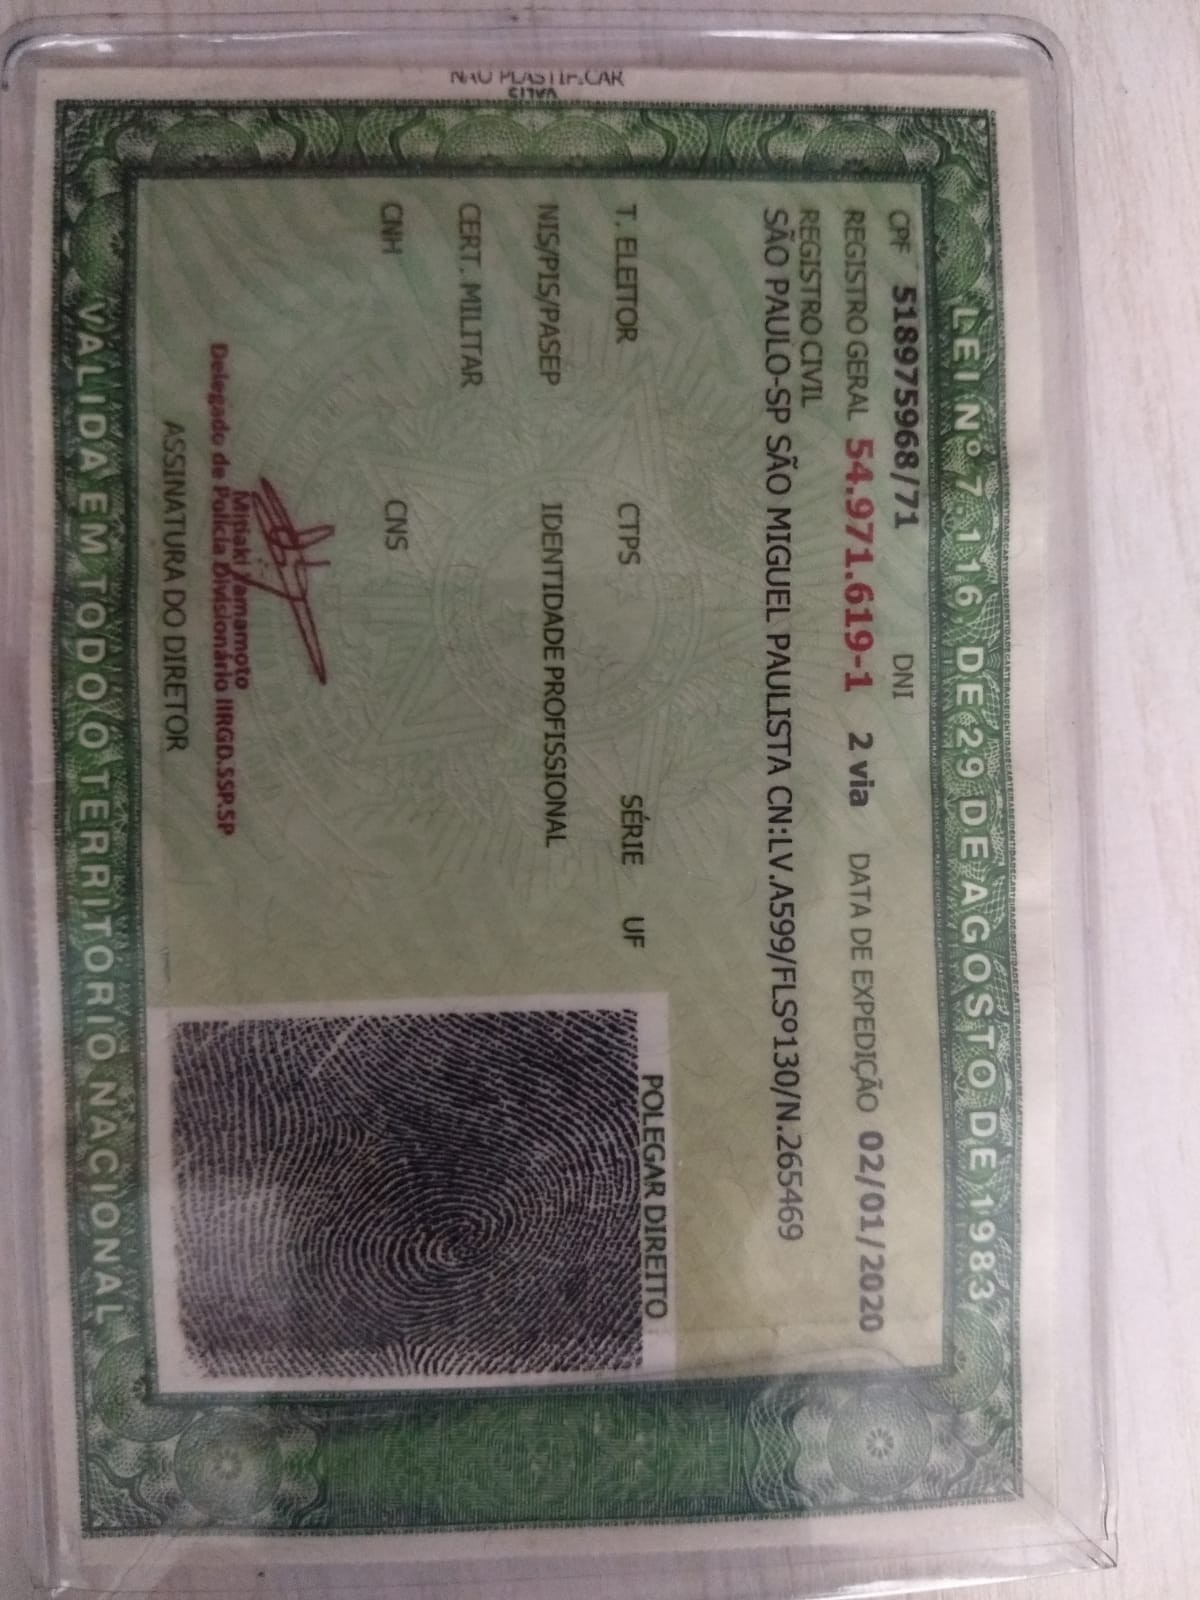 NÃO PLASTIFICAR
LEI Nº 7.116, DE 29 DE AGOSTO DE 1983
CPF 518975968/71 DNI
REGISTRO GERAL 54.971.619-1 2 via DATA DE EXPEDIÇÃO 02/01/2020
REGISTRO CIVIL
SÃO PAULO-SP SÃO MIGUEL PAULISTA CN:LV.A599/FLSº130/N.265469
T. ELEITOR CTPS SÉRIE UF
NIS/PIS/PASEP IDENTIDADE PROFISSIONAL
CERT. MILITAR
CNH CNS
POLEGAR DIREITO
Mitiaki Yamamoto
Delegado de Polícia Divisionário IIRGD.SSP.SP
ASSINATURA DO DIRETOR
VALIDA EM TODO O TERRITORIO NACIONAL